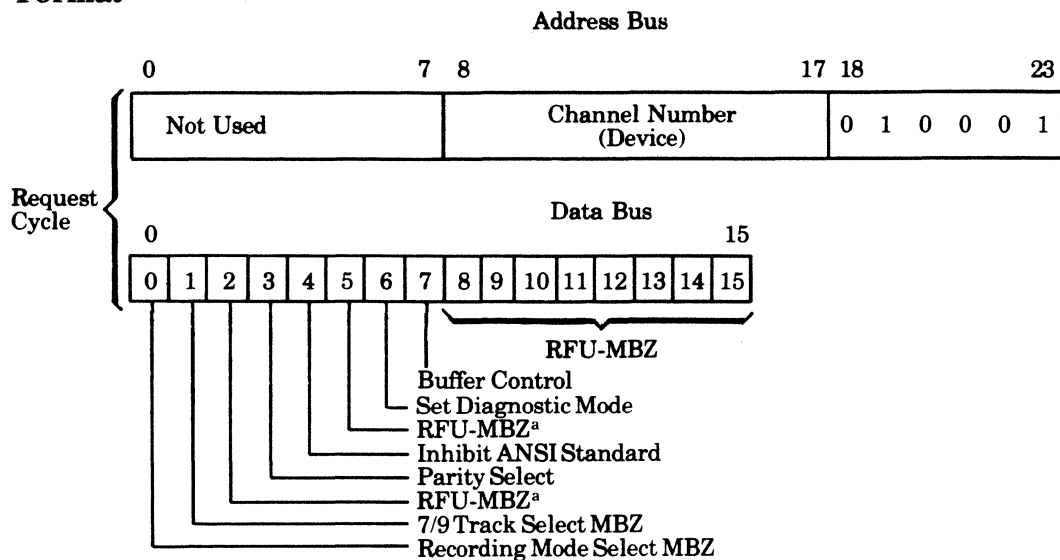 Format
Address Bus
0 7 8 17 18 23
Not Used Channel Number (Device) 0 1 0 0 0 1
Request Cycle
Data Bus
0 15
0 1 2 3 4 5 6 7 8 9 10 11 12 13 14 15
RFU-MBZ
Buffer Control
Set Diagnostic Mode
RFU-MBZᵃ
Inhibit ANSI Standard
Parity Select
RFU-MBZᵃ
7/9 Track Select MBZ
Recording Mode Select MBZ